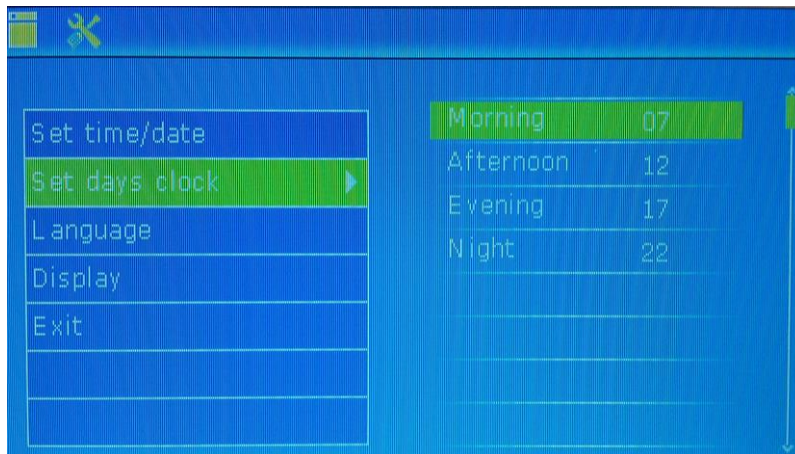 Set time/date
Set days clock
Language
Display
Exit
Morning 07
Afternoon 12
Evening 17
Night 22